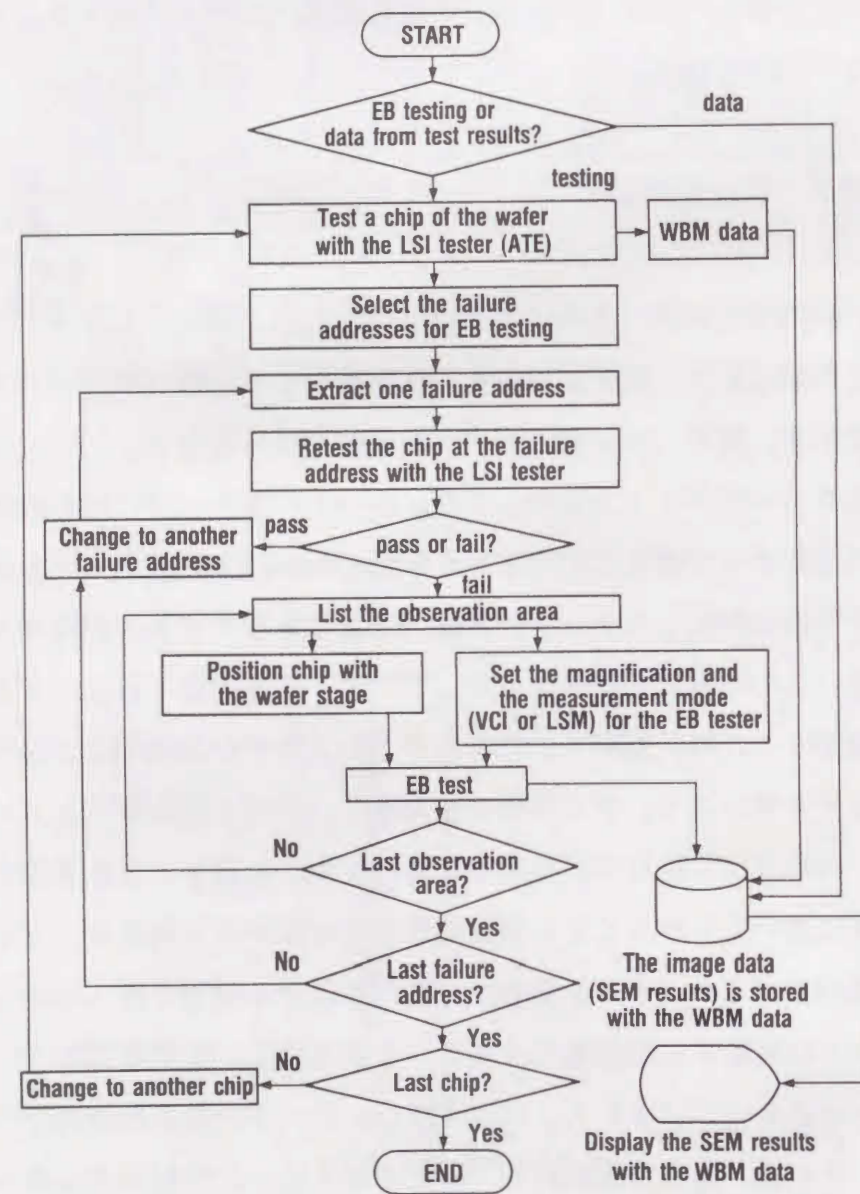 START
EB testing or
data from test results?
data
testing
Test a chip of the wafer
with the LSI tester (ATE)
WBM data
Select the failure
addresses for EB testing
Extract one failure address
Retest the chip at the failure
address with the LSI tester
Change to another
failure address
pass
pass or fail?
fail
List the observation area
Position chip with
the wafer stage
Set the magnification and
the measurement mode
(VCI or LSM) for the EB tester
EB test
No
Last observation
area?
Yes
No
Last failure
address?
The image data
(SEM results) is stored
with the WBM data
Yes
Change to another chip
No
Last chip?
Yes
END
Display the SEM results
with the WBM data